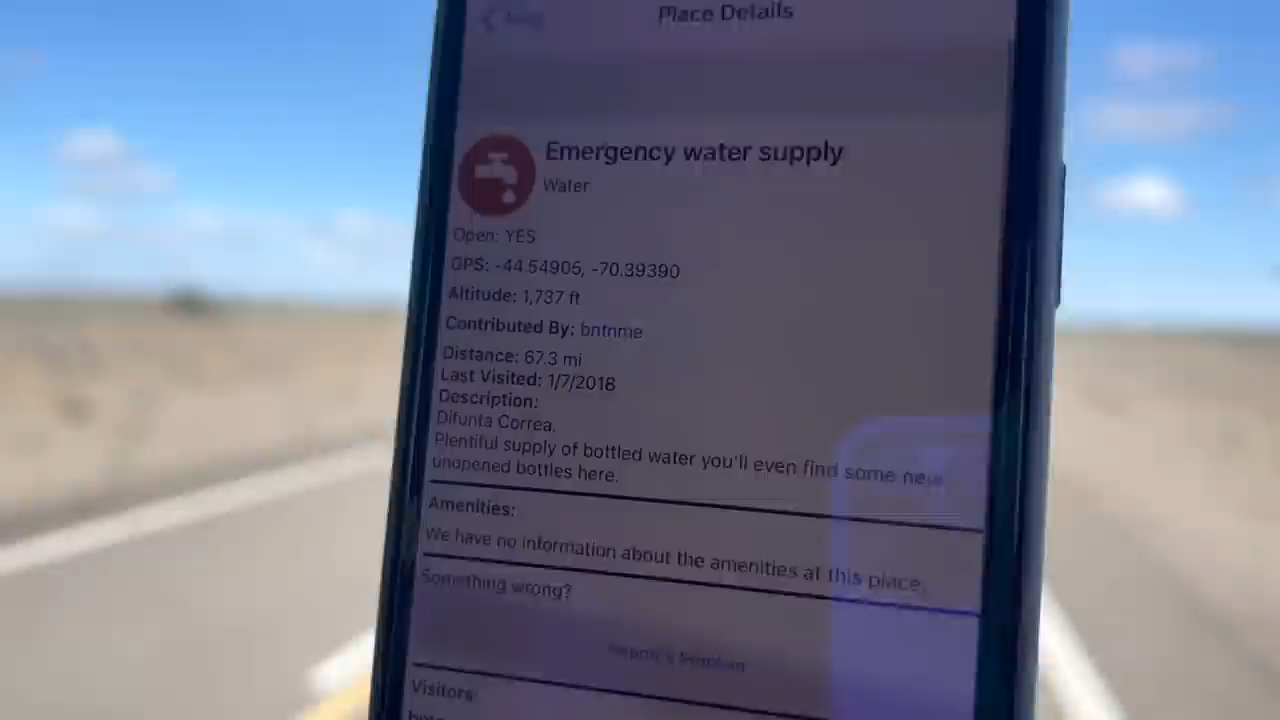 Place Details
Emergency water supply
Water
Open: YES
GPS: -44.54905, -70.39390
Altitude: 1,737 ft
Contributed By: bntnme
Distance: 67.3 mi
Last Visited: 1/7/2018
Description:
Difunta Correa.
Plentiful supply of bottled water you'll even find some new
unopened bottles here.
Amenities:
We have no information about the amenities at this place.
Something wrong?
Visitors: